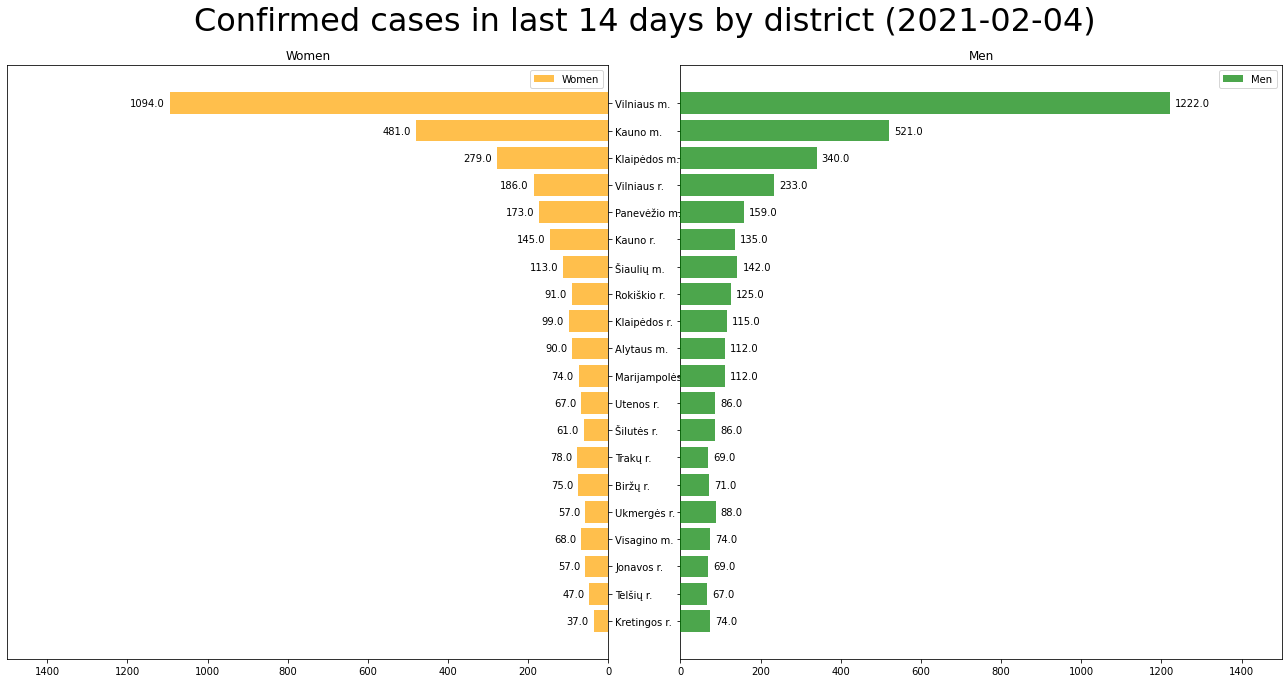 Confirmed cases in last 14 days by district (2021-02-04)
Women Men
Women Men
1094.0 Vilniaus m. 1222.0
481.0 Kauno m. 521.0
279.0 Klaipėdos m. 340.0
186.0 Vilniaus r. 233.0
173.0 Panevėžio m. 159.0
145.0 Kauno r. 135.0
113.0 Šiaulių m. 142.0
91.0 Rokiškio r. 125.0
99.0 Klaipėdos r. 115.0
90.0 Alytaus m. 112.0
74.0 Marijampolės 112.0
67.0 Utenos r. 86.0
61.0 Šilutės r. 86.0
78.0 Trakų r. 69.0
75.0 Biržų r. 71.0
57.0 Ukmergės r. 88.0
68.0 Visagino m. 74.0
57.0 Jonavos r. 69.0
47.0 Telšių r. 67.0
37.0 Kretingos r. 74.0
1400 1200 1000 800 600 400 200 0 0 200 400 600 800 1000 1200 1400